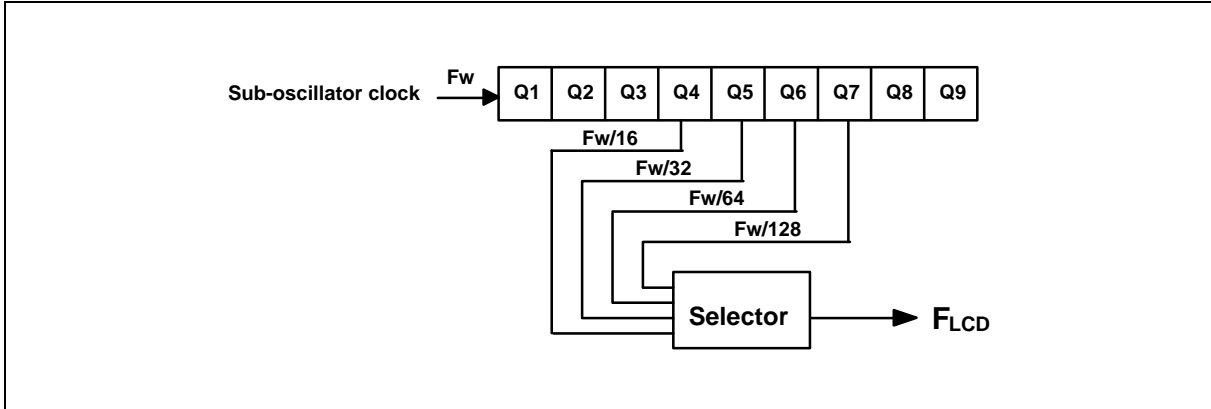 Fw
Sub-oscillator clock
Q1 Q2 Q3 Q4 Q5 Q6 Q7 Q8 Q9
Fw/16
Fw/32
Fw/64
Fw/128
Selector
FLCD